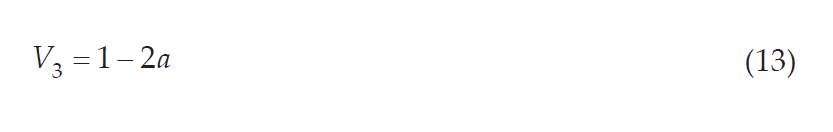 V₃ = 1 – 2a (13)